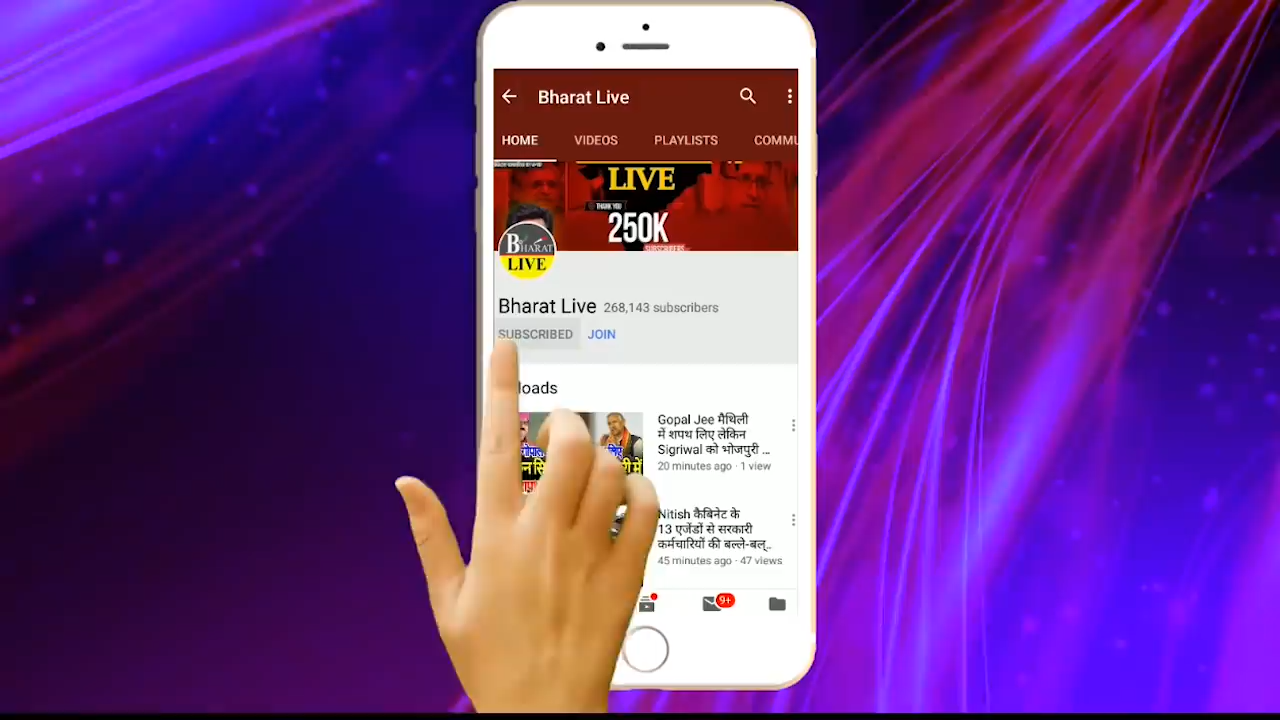 Bharat Live
HOME VIDEOS PLAYLISTS COMMU
LIVE
THANK YOU
250K
SUBSCRIBERS
BHARAT
LIVE
Bharat Live 268,143 subscribers
SUBSCRIBED JOIN
loads
Gopal Jee मैथिली
में शपथ लिए लेकिन
Sigriwal को भोजपुरी ...
20 minutes ago · 1 view
Nitish कैबिनेट के
13 एजेंडों से सरकारी
कर्मचारियों की बल्ले-बल्..
45 minutes ago · 47 views
9+